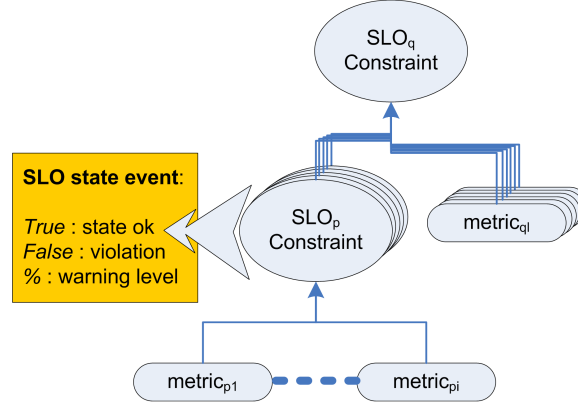 SLOq
Constraint
SLO state event:
True : state ok
False : violation
% : warning level
SLOp
Constraint
metricql
metricp1
metricpi